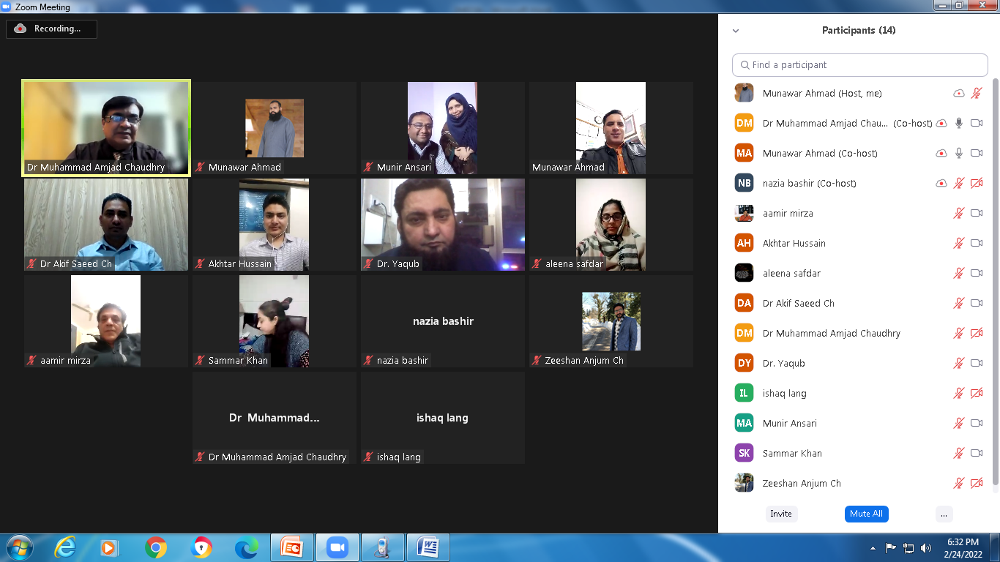 Zoom Meeting
Recording...
Dr Muhammad Amjad Chaudhry
Munawar Ahmad
Munir Ansari
Munawar Ahmad
Dr Akif Saeed Ch
Akhtar Hussain
Dr. Yaqub
aleena safdar
aamir mirza
Sammar Khan
nazia bashir
nazia bashir
Zeeshan Anjum Ch
Dr Muhammad...
Dr Muhammad Amjad Chaudhry
ishaq lang
ishaq lang
Participants (14)
Find a participant
Munawar Ahmad (Host, me)
DM Dr Muhammad Amjad Chau... (Co-host)
MA Munawar Ahmad (Co-host)
NB nazia bashir (Co-host)
aamir mirza
AH Akhtar Hussain
aleena safdar
DA Dr Akif Saeed Ch
DM Dr Muhammad Amjad Chaudhry
DY Dr. Yaqub
IL ishaq lang
MA Munir Ansari
SK Sammar Khan
Zeeshan Anjum Ch
Invite
Mute All
...
6:32 PM
2/24/2022